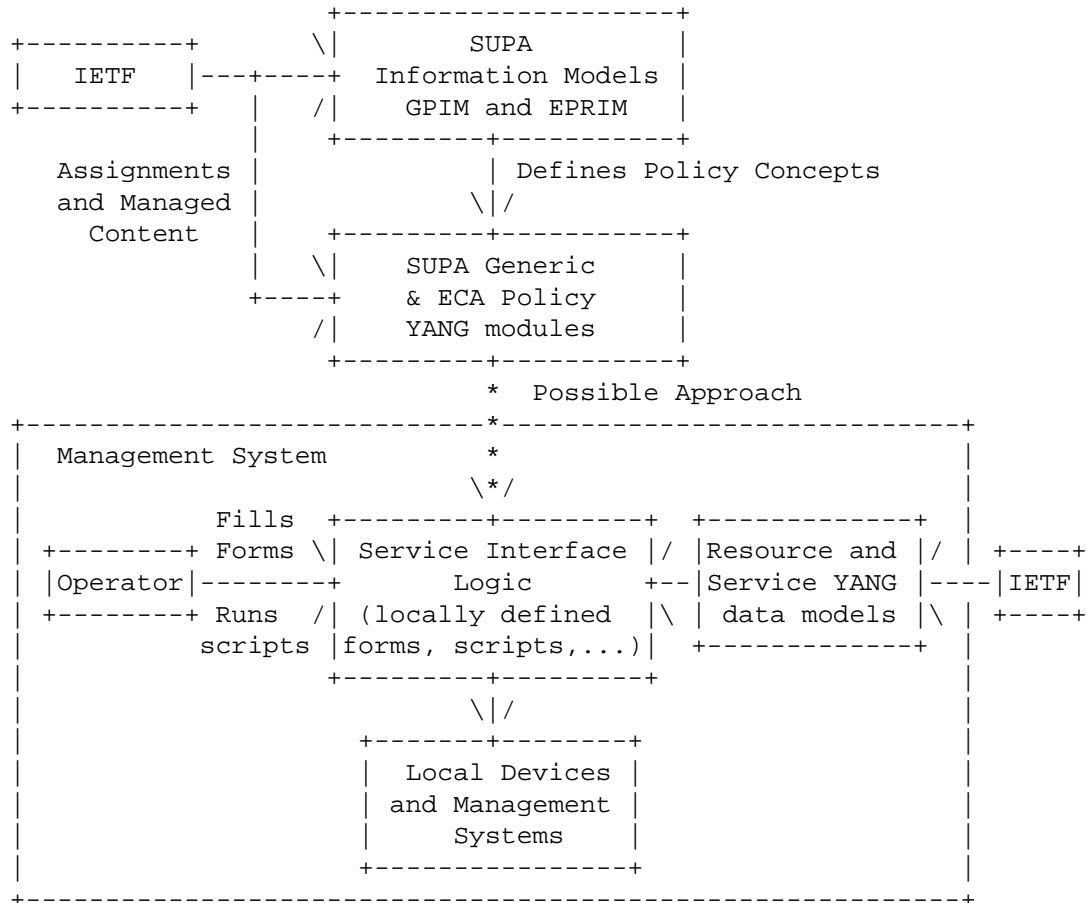 SUPA
IETF
Information Models
GPIM and EPRIM
Assignments
and Managed
Content
Defines Policy Concepts
SUPA Generic
& ECA Policy
YANG modules
Possible Approach
Management System
Fills
Forms
Operator
Runs
scripts
Service Interface
Logic
(locally defined
forms, scripts,...)
Resource and
Service YANG
data models
IETF
Local Devices
and Management
Systems